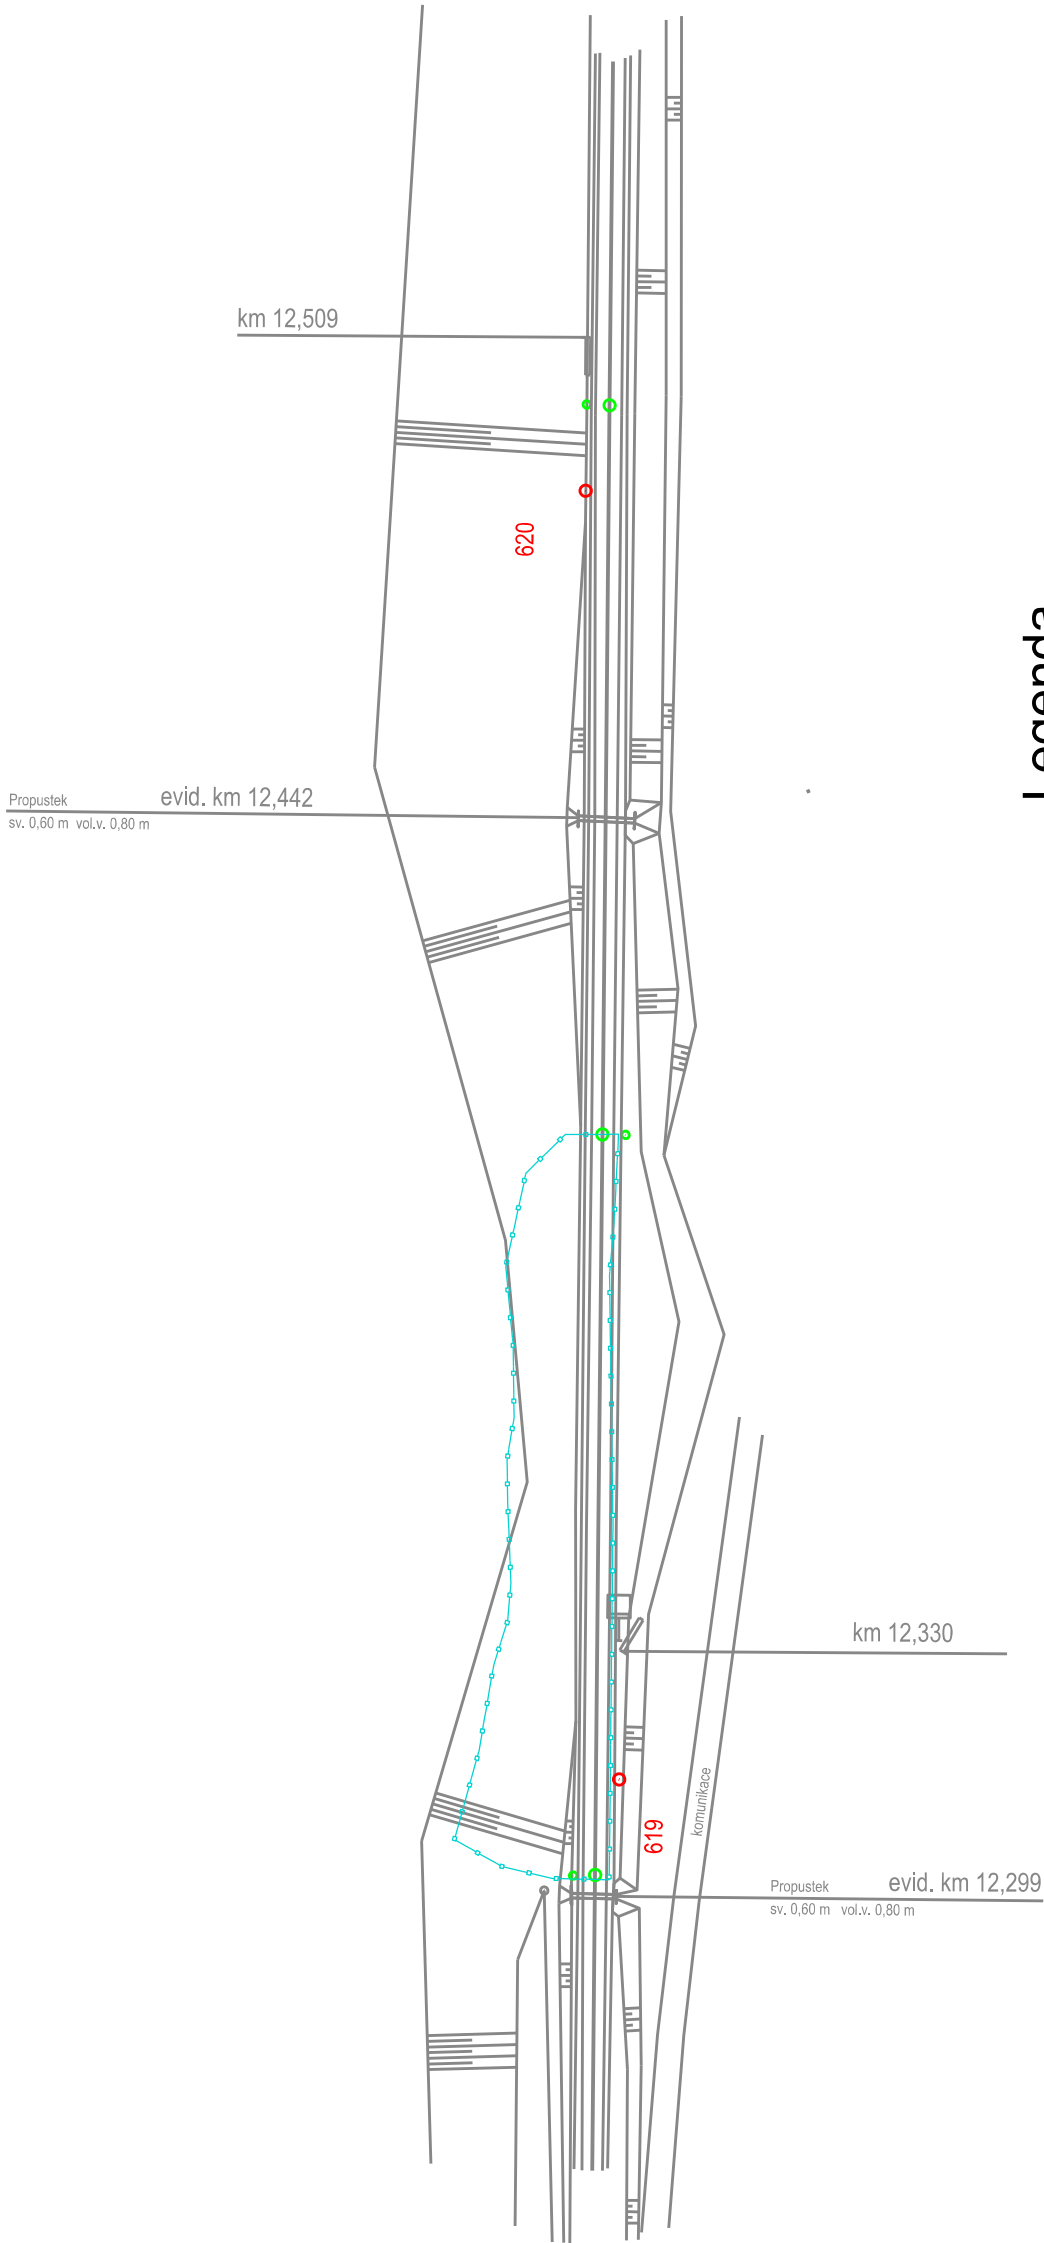 km 12,509
620
Legenda
Propustek
evid. km 12,442
sv. 0,60 m vol.v. 0,80 m
km 12,330
komunikace
619
Propustek
evid. km 12,299
sv. 0,60 m vol.v. 0,80 m